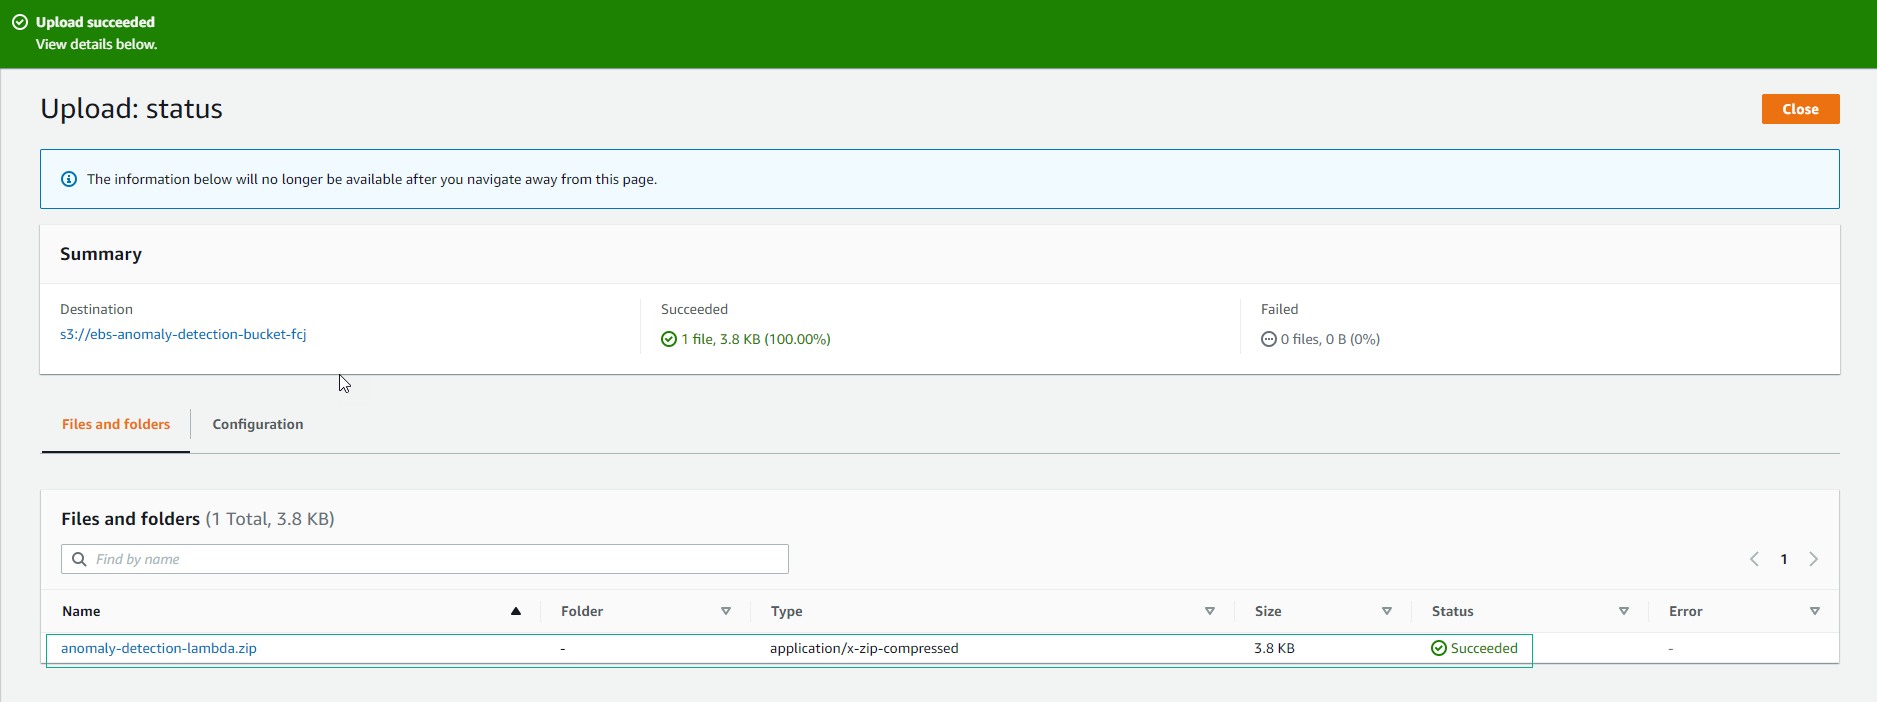 Upload succeeded
View details below.
Upload: status
Close
The information below will no longer be available after you navigate away from this page.
Summary
Destination
s3://ebs-anomaly-detection-bucket-fcj
Succeeded
1 file, 3.8 KB (100.00%)
Failed
0 files, 0 B (0%)
Files and folders
Configuration
Files and folders (1 Total, 3.8 KB)
Find by name
1
Name Folder Type Size Status Error
anomaly-detection-lambda.zip - application/x-zip-compressed 3.8 KB Succeeded -